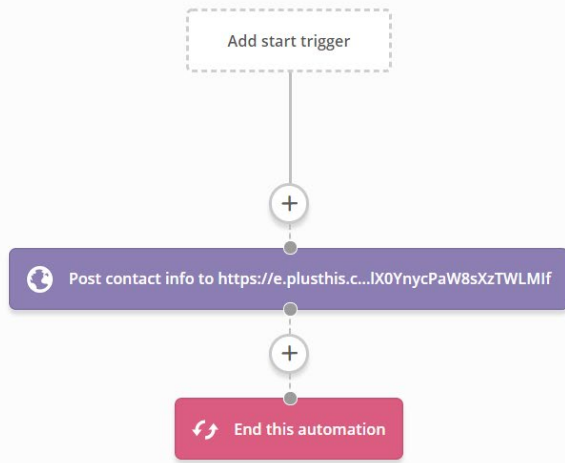 Add start trigger
Post contact info to https://e.plusthis.c...lX0YnycPaW8sXzTWLMIf
End this automation